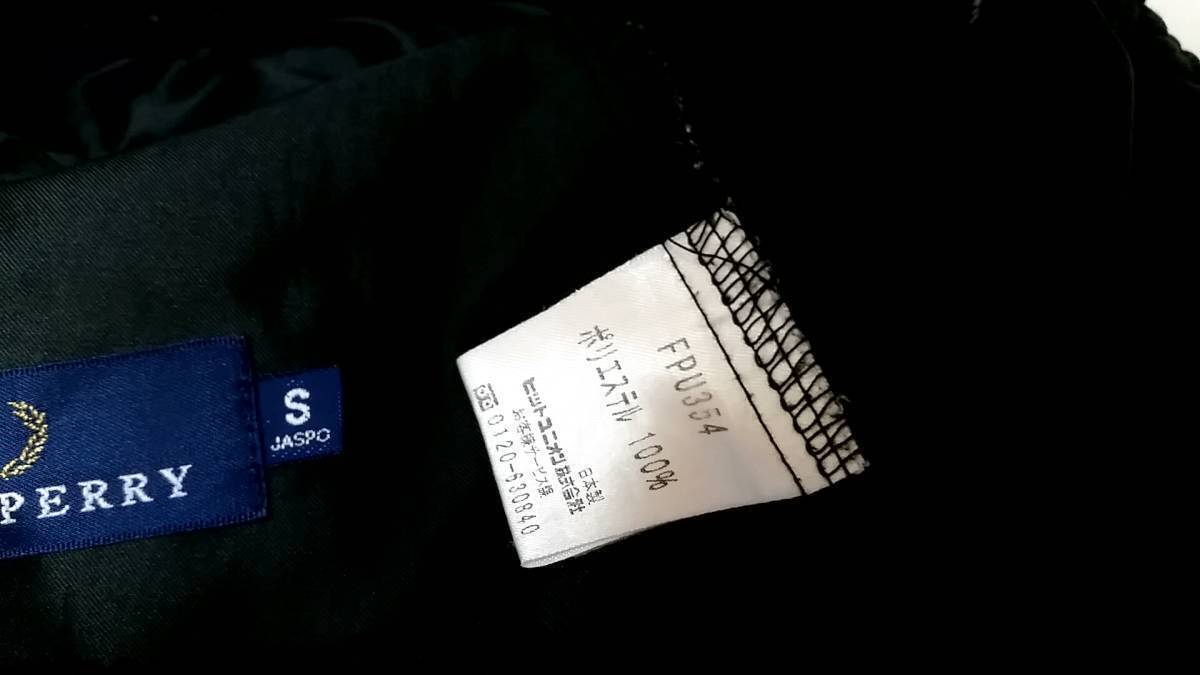 PERRY
S
JASPO
FPU354
ポリエステル 100%
日本製
ヒットユニオン株式会社
お客様サービス係
0120-630840